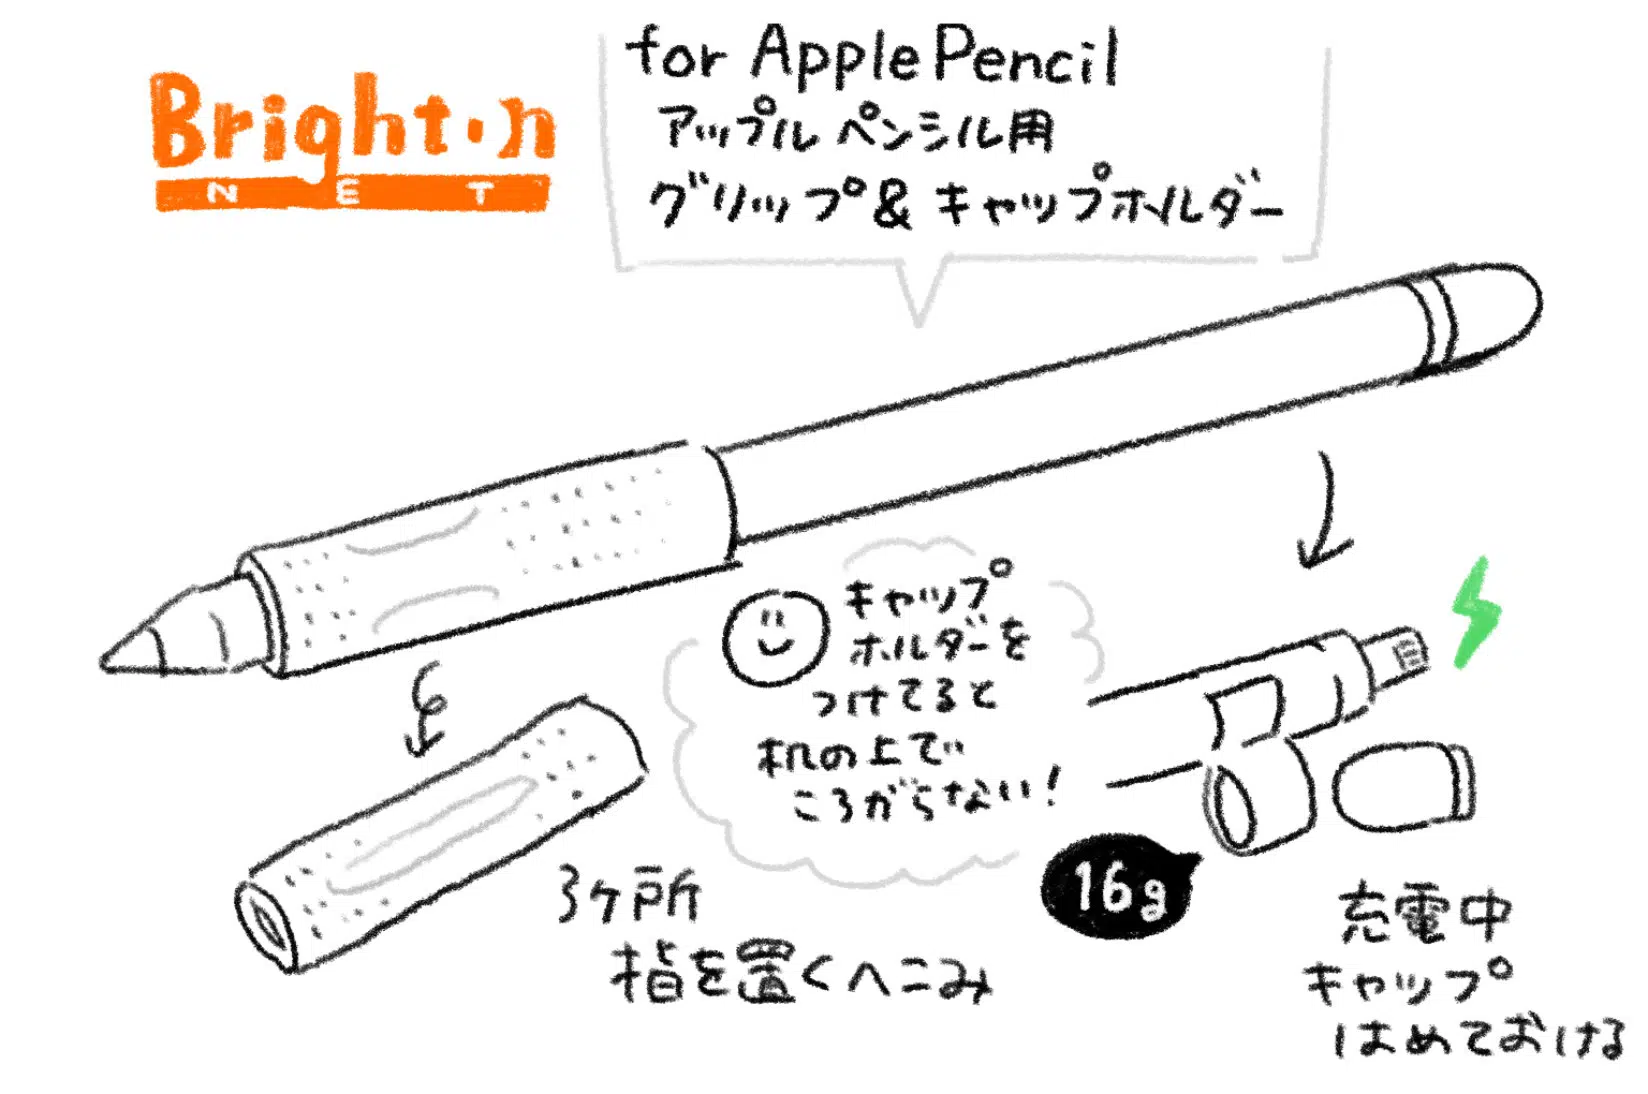 Bright・ン
NET
for Apple Pencil
アップル ペンシル用
グリップ & キャップホルダー
キャップ
ホルダーを
つけてると
机の上で
ころがらない!
16g
3ヶ所
指を置くへこみ
充電中
キャップ
はめておける